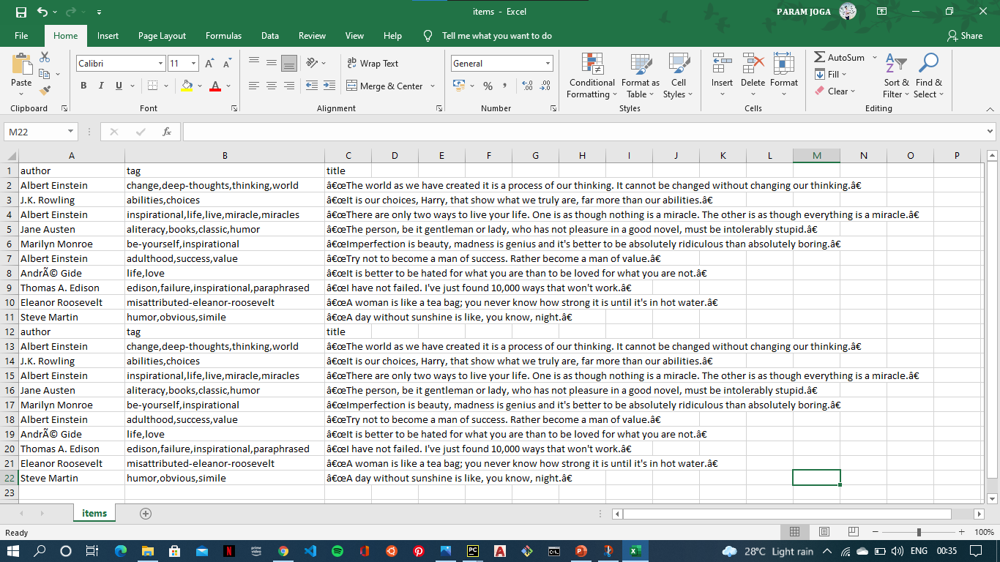 items - Excel
PARAM JOGA
File Home Insert Page Layout Formulas Data Review View Help Tell me what you want to do Share
Calibri 11 Wrap Text General AutoSum
Paste B I U Merge & Center % , Conditional Formatting Format as Table Cell Styles Insert Delete Format Fill Clear Sort & Filter Find & Select
Clipboard Font Alignment Number Styles Cells Editing
M22 fx
A B C D E F G H I J K L M N O P
1 author tag title
2 Albert Einstein change,deep-thoughts,thinking,world “The world as we have created it is a process of our thinking. It cannot be changed without changing our thinking.â€
3 J.K. Rowling abilities,choices “It is our choices, Harry, that show what we truly are, far more than our abilities.â€
4 Albert Einstein inspirational,life,live,miracle,miracles “There are only two ways to live your life. One is as though nothing is a miracle. The other is as though everything is a miracle.â€
5 Jane Austen aliteracy,books,classic,humor “The person, be it gentleman or lady, who has not pleasure in a good novel, must be intolerably stupid.â€
6 Marilyn Monroe be-yourself,inspirational “Imperfection is beauty, madness is genius and it's better to be absolutely ridiculous than absolutely boring.â€
7 Albert Einstein adulthood,success,value “Try not to become a man of success. Rather become a man of value.â€
8 André Gide life,love “It is better to be hated for what you are than to be loved for what you are not.â€
9 Thomas A. Edison edison,failure,inspirational,paraphrased “I have not failed. I've just found 10,000 ways that won't work.â€
10 Eleanor Roosevelt misattributed-eleanor-roosevelt “A woman is like a tea bag; you never know how strong it is until it's in hot water.â€
11 Steve Martin humor,obvious,simile “A day without sunshine is like, you know, night.â€
12 author tag title
13 Albert Einstein change,deep-thoughts,thinking,world “The world as we have created it is a process of our thinking. It cannot be changed without changing our thinking.â€
14 J.K. Rowling abilities,choices “It is our choices, Harry, that show what we truly are, far more than our abilities.â€
15 Albert Einstein inspirational,life,live,miracle,miracles “There are only two ways to live your life. One is as though nothing is a miracle. The other is as though everything is a miracle.â€
16 Jane Austen aliteracy,books,classic,humor “The person, be it gentleman or lady, who has not pleasure in a good novel, must be intolerably stupid.â€
17 Marilyn Monroe be-yourself,inspirational “Imperfection is beauty, madness is genius and it's better to be absolutely ridiculous than absolutely boring.â€
18 Albert Einstein adulthood,success,value “Try not to become a man of success. Rather become a man of value.â€
19 André Gide life,love “It is better to be hated for what you are than to be loved for what you are not.â€
20 Thomas A. Edison edison,failure,inspirational,paraphrased “I have not failed. I've just found 10,000 ways that won't work.â€
21 Eleanor Roosevelt misattributed-eleanor-roosevelt “A woman is like a tea bag; you never know how strong it is until it's in hot water.â€
22 Steve Martin humor,obvious,simile “A day without sunshine is like, you know, night.â€
23
items
Ready 100%
28°C Light rain ENG 00:35